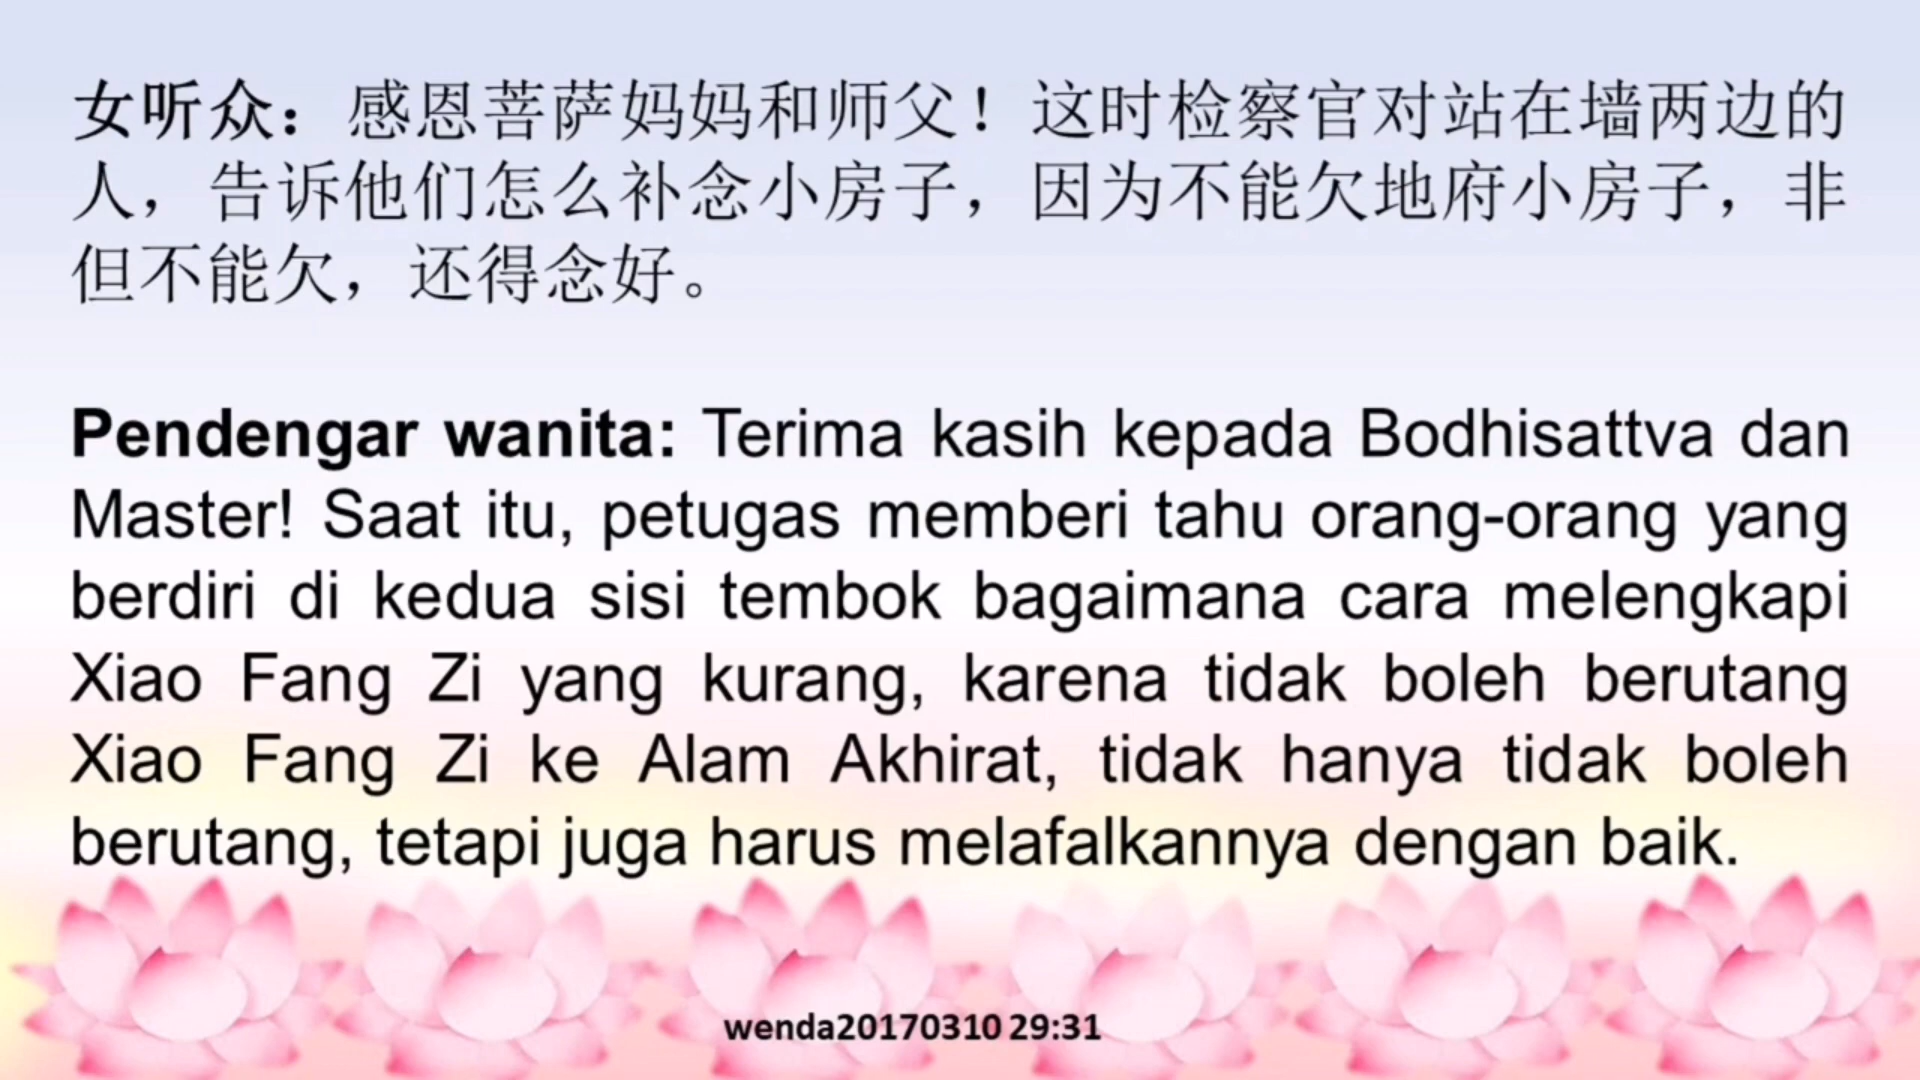 女听众：感恩菩萨妈妈和师父！这时检察官对站在墙两边的
人，告诉他们怎么补念小房子，因为不能欠地府小房子，非
但不能欠，还得念好。
Pendengar wanita: Terima kasih kepada Bodhisattva dan
Master! Saat itu, petugas memberi tahu orang-orang yang
berdiri di kedua sisi tembok bagaimana cara melengkapi
Xiao Fang Zi yang kurang, karena tidak boleh berutang
Xiao Fang Zi ke Alam Akhirat, tidak hanya tidak boleh
berutang, tetapi juga harus melafalkannya dengan baik.
wenda20170310 29:31